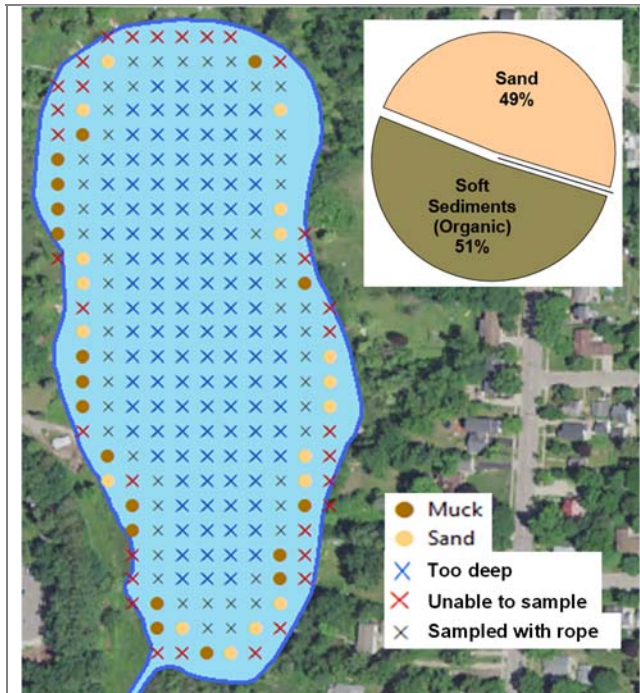 Sand
49%
Soft
Sediments
(Organic)
51%
Muck
Sand
Too deep
Unable to sample
Sampled with rope